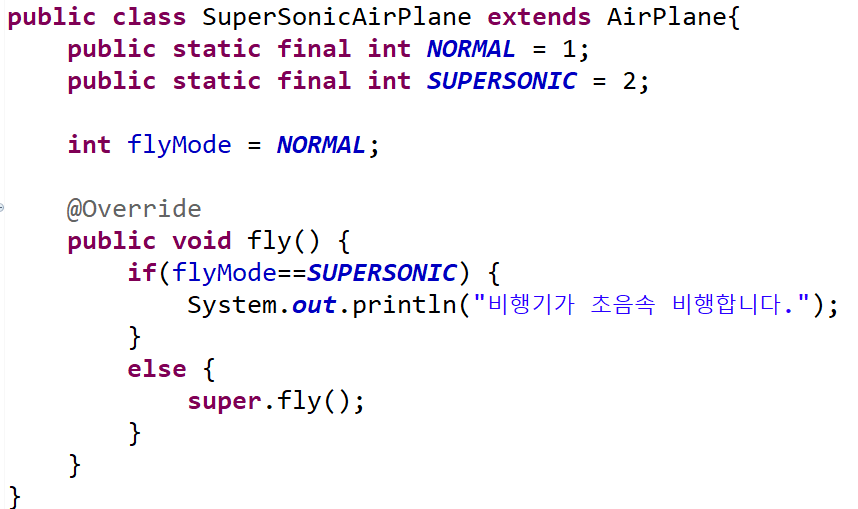 public class SuperSonicAirPlane extends AirPlane{
public static final int NORMAL = 1;
public static final int SUPERSONIC = 2;
int flyMode = NORMAL;
@Override
public void fly() {
if(flyMode==SUPERSONIC) {
System.out.println("비행기가 초음속 비행합니다.");
}
else {
super.fly();
}
}
}